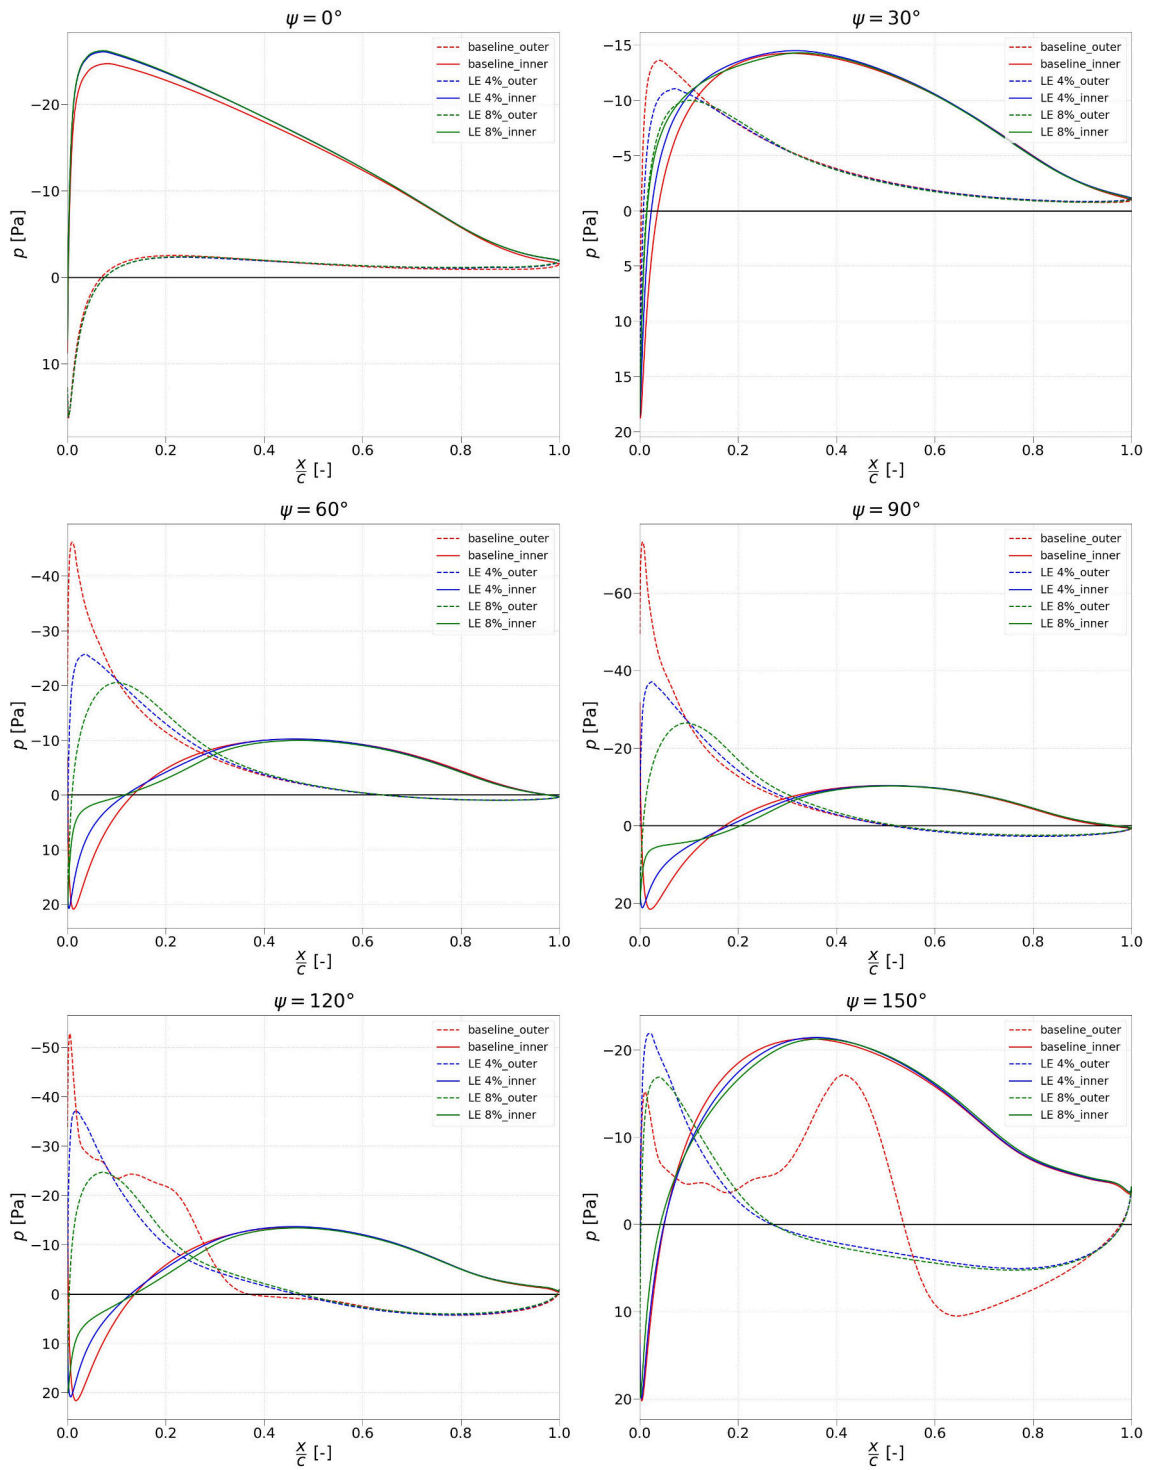 ψ = 0°
baseline_outer
baseline_inner
LE 4%_outer
LE 4%_inner
LE 8%_outer
LE 8%_inner
−20
−10
0
10
p [Pa]
0.0 0.2 0.4 0.6 0.8 1.0
x/c [-]
ψ = 30°
baseline_outer
baseline_inner
LE 4%_outer
LE 4%_inner
LE 8%_outer
LE 8%_inner
−15
−10
−5
0
5
10
15
20
p [Pa]
0.0 0.2 0.4 0.6 0.8 1.0
x/c [-]
ψ = 60°
baseline_outer
baseline_inner
LE 4%_outer
LE 4%_inner
LE 8%_outer
LE 8%_inner
−40
−30
−20
−10
0
10
20
p [Pa]
0.0 0.2 0.4 0.6 0.8 1.0
x/c [-]
ψ = 90°
baseline_outer
baseline_inner
LE 4%_outer
LE 4%_inner
LE 8%_outer
LE 8%_inner
−60
−40
−20
0
20
p [Pa]
0.0 0.2 0.4 0.6 0.8 1.0
x/c [-]
ψ = 120°
baseline_outer
baseline_inner
LE 4%_outer
LE 4%_inner
LE 8%_outer
LE 8%_inner
−50
−40
−30
−20
−10
0
10
20
p [Pa]
0.0 0.2 0.4 0.6 0.8 1.0
x/c [-]
ψ = 150°
baseline_outer
baseline_inner
LE 4%_outer
LE 4%_inner
LE 8%_outer
LE 8%_inner
−20
−10
0
10
20
p [Pa]
0.0 0.2 0.4 0.6 0.8 1.0
x/c [-]